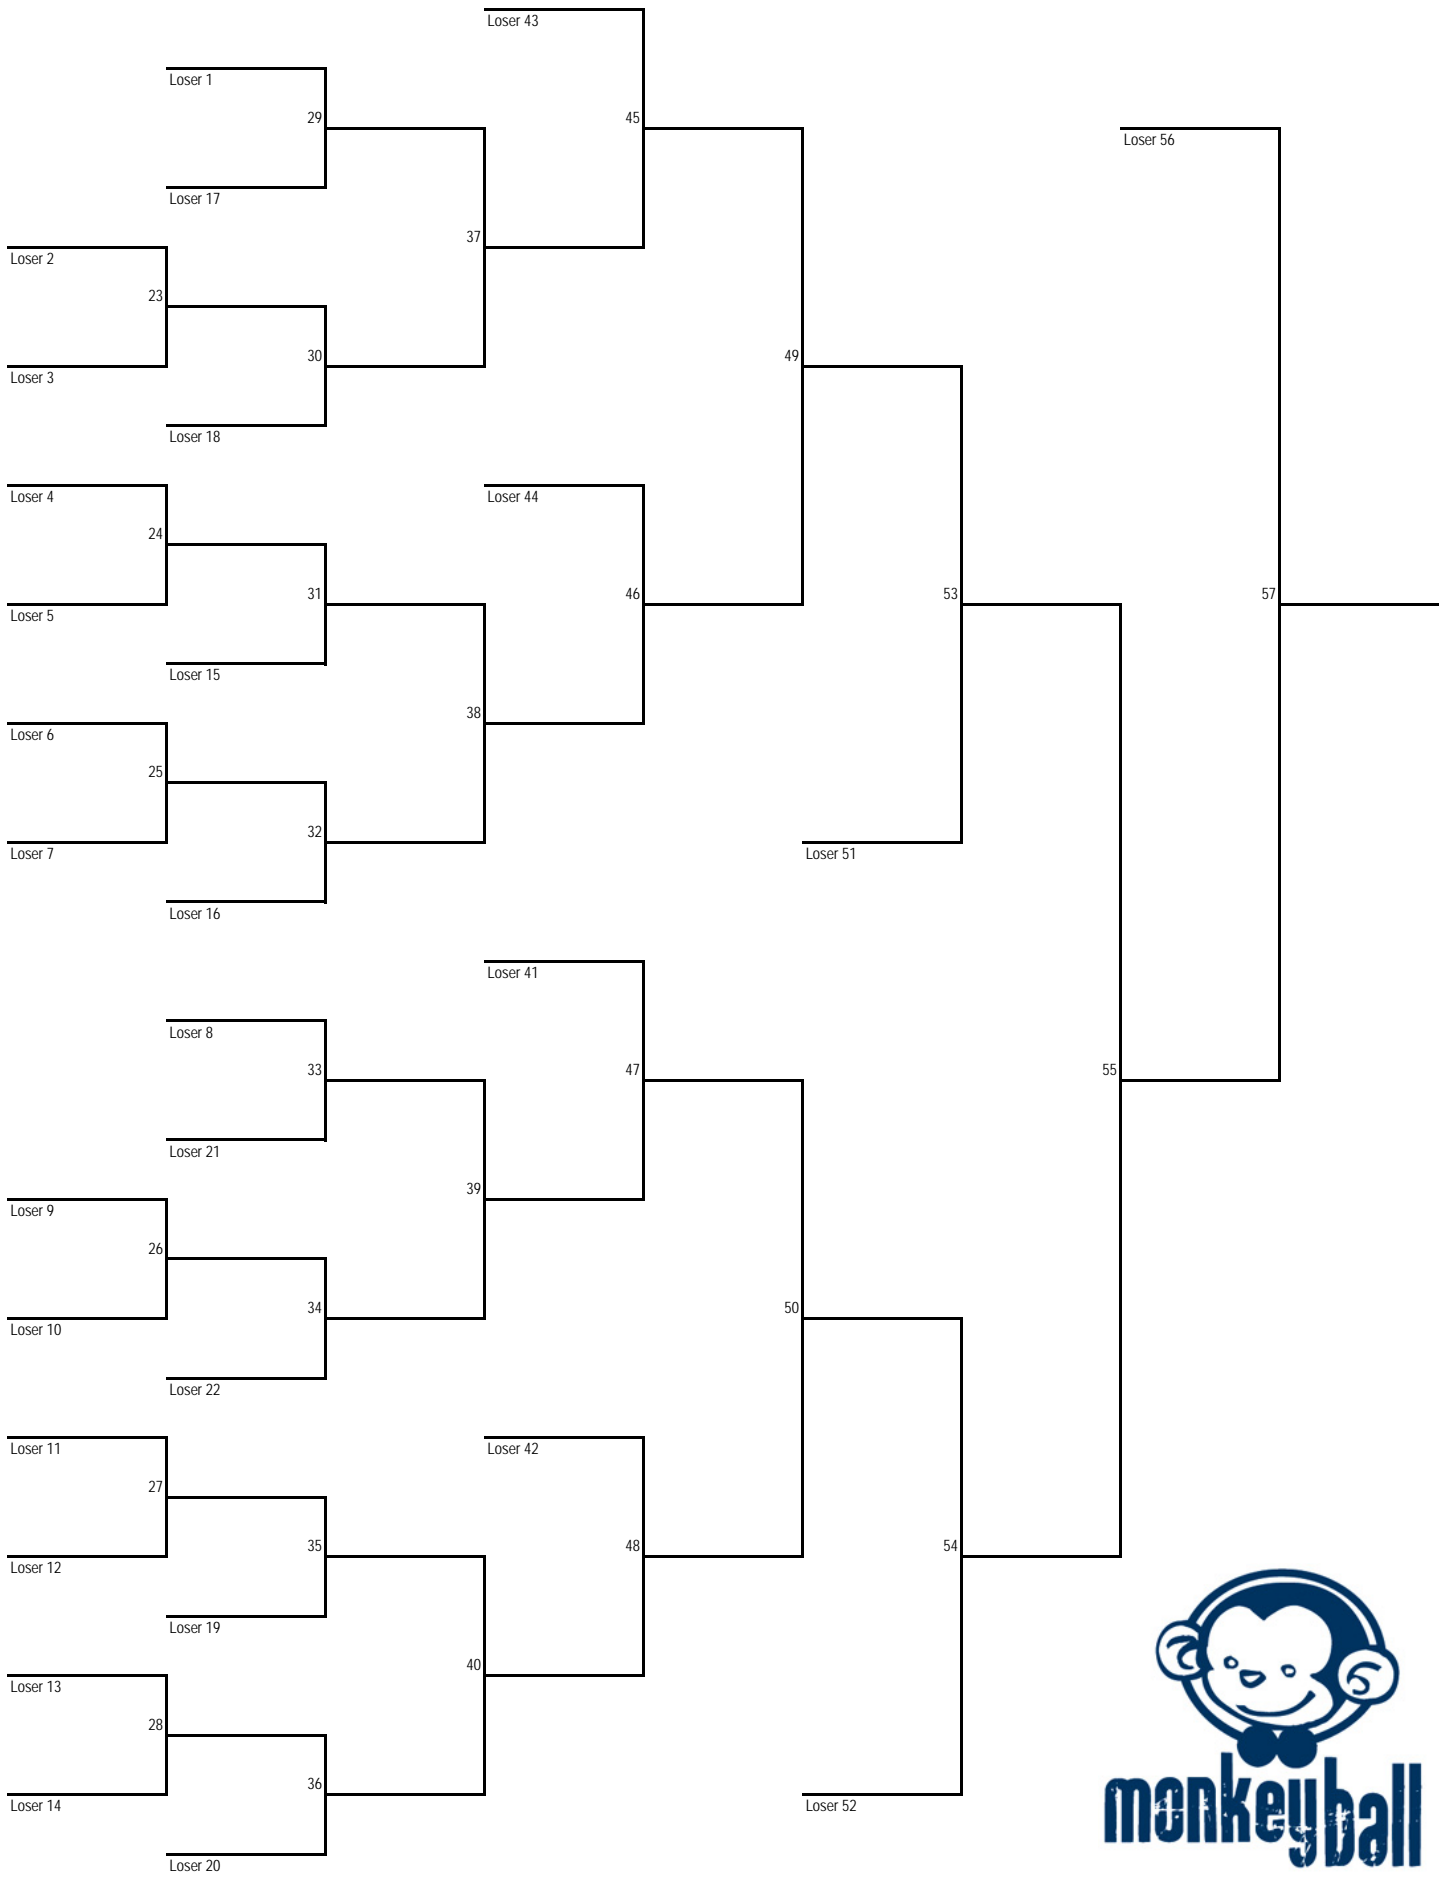 Loser 43
Loser 1
29
45
Loser 56
Loser 17
37
Loser 2
23
30
49
Loser 3
Loser 18
Loser 4
Loser 44
24
31
46
53
57
Loser 5
Loser 15
38
Loser 6
25
32
Loser 7
Loser 51
Loser 16
Loser 41
Loser 8
33
47
55
Loser 21
39
Loser 9
26
34
50
Loser 10
Loser 22
Loser 11
Loser 42
27
35
48
54
Loser 12
Loser 19
40
Loser 13
28
36
Loser 14
Loser 52
Loser 20
monkeyball